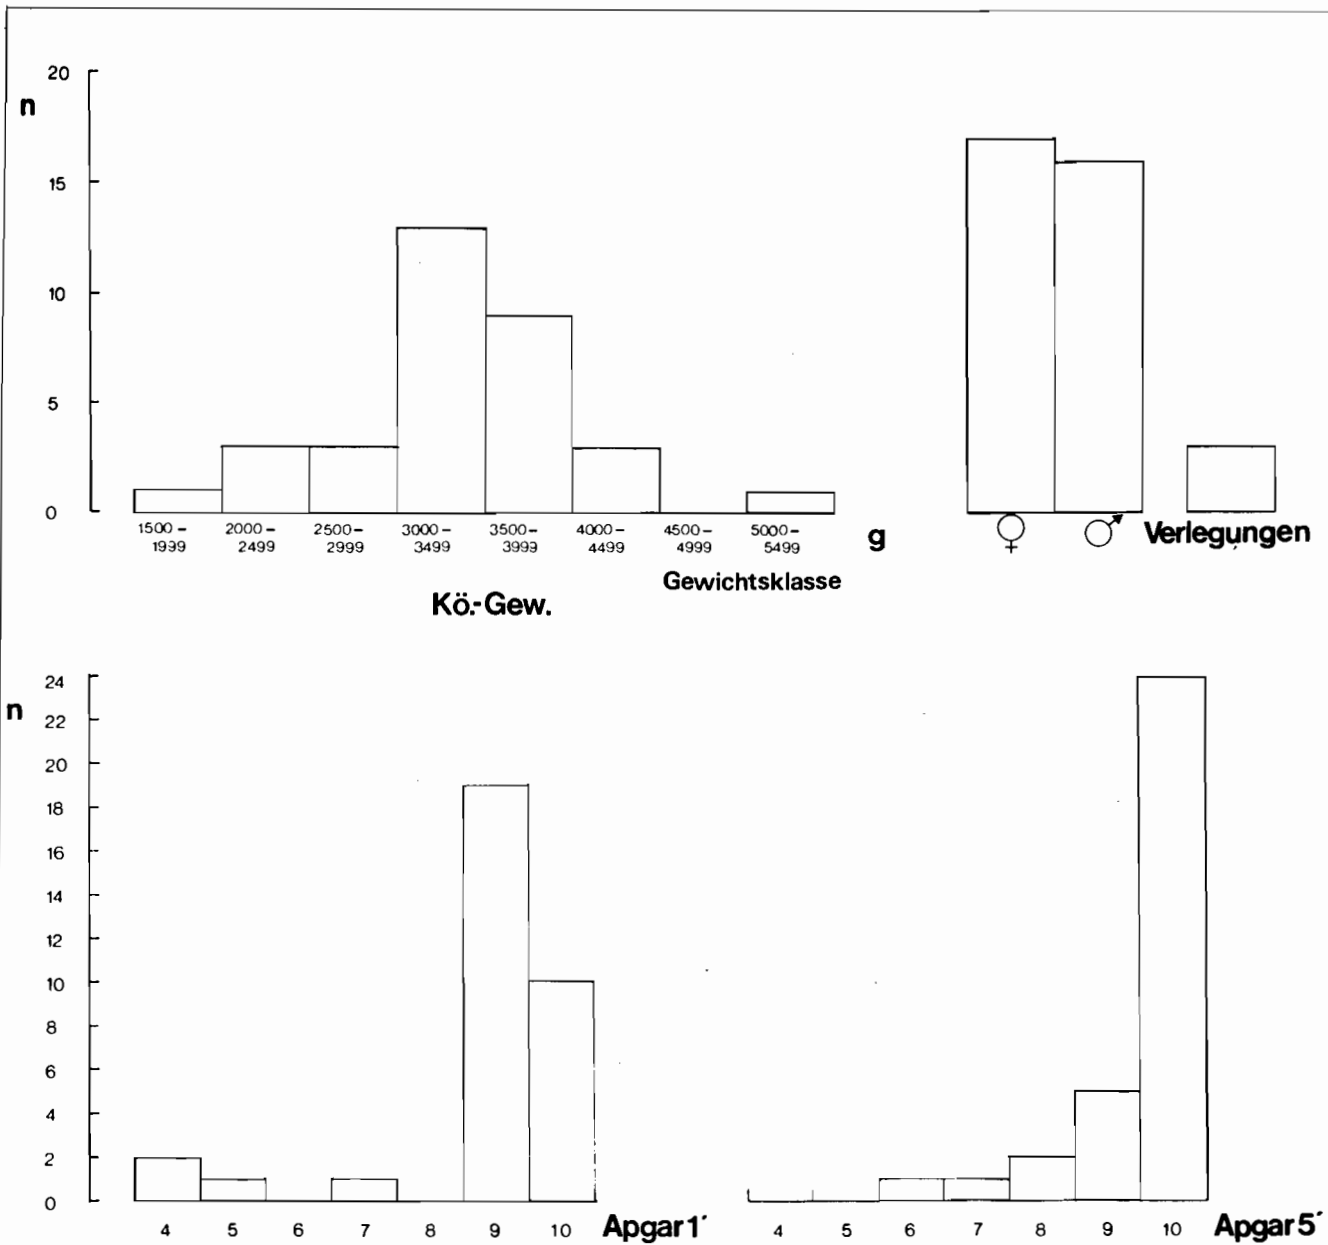 20
n
15
10
5
0
1500– 2000– 2500– 3000– 3500– 4000– 4500– 5000–
1999 2499 2999 3499 3999 4499 4999 5499
g
♀ ♂ Verlegungen
Gewichtsklasse
Kö.-Gew.
24
n
22
20
18
16
14
12
10
8
6
4
2
0
4 5 6 7 8 9 10 Apgar 1´
4 5 6 7 8 9 10 Apgar 5´